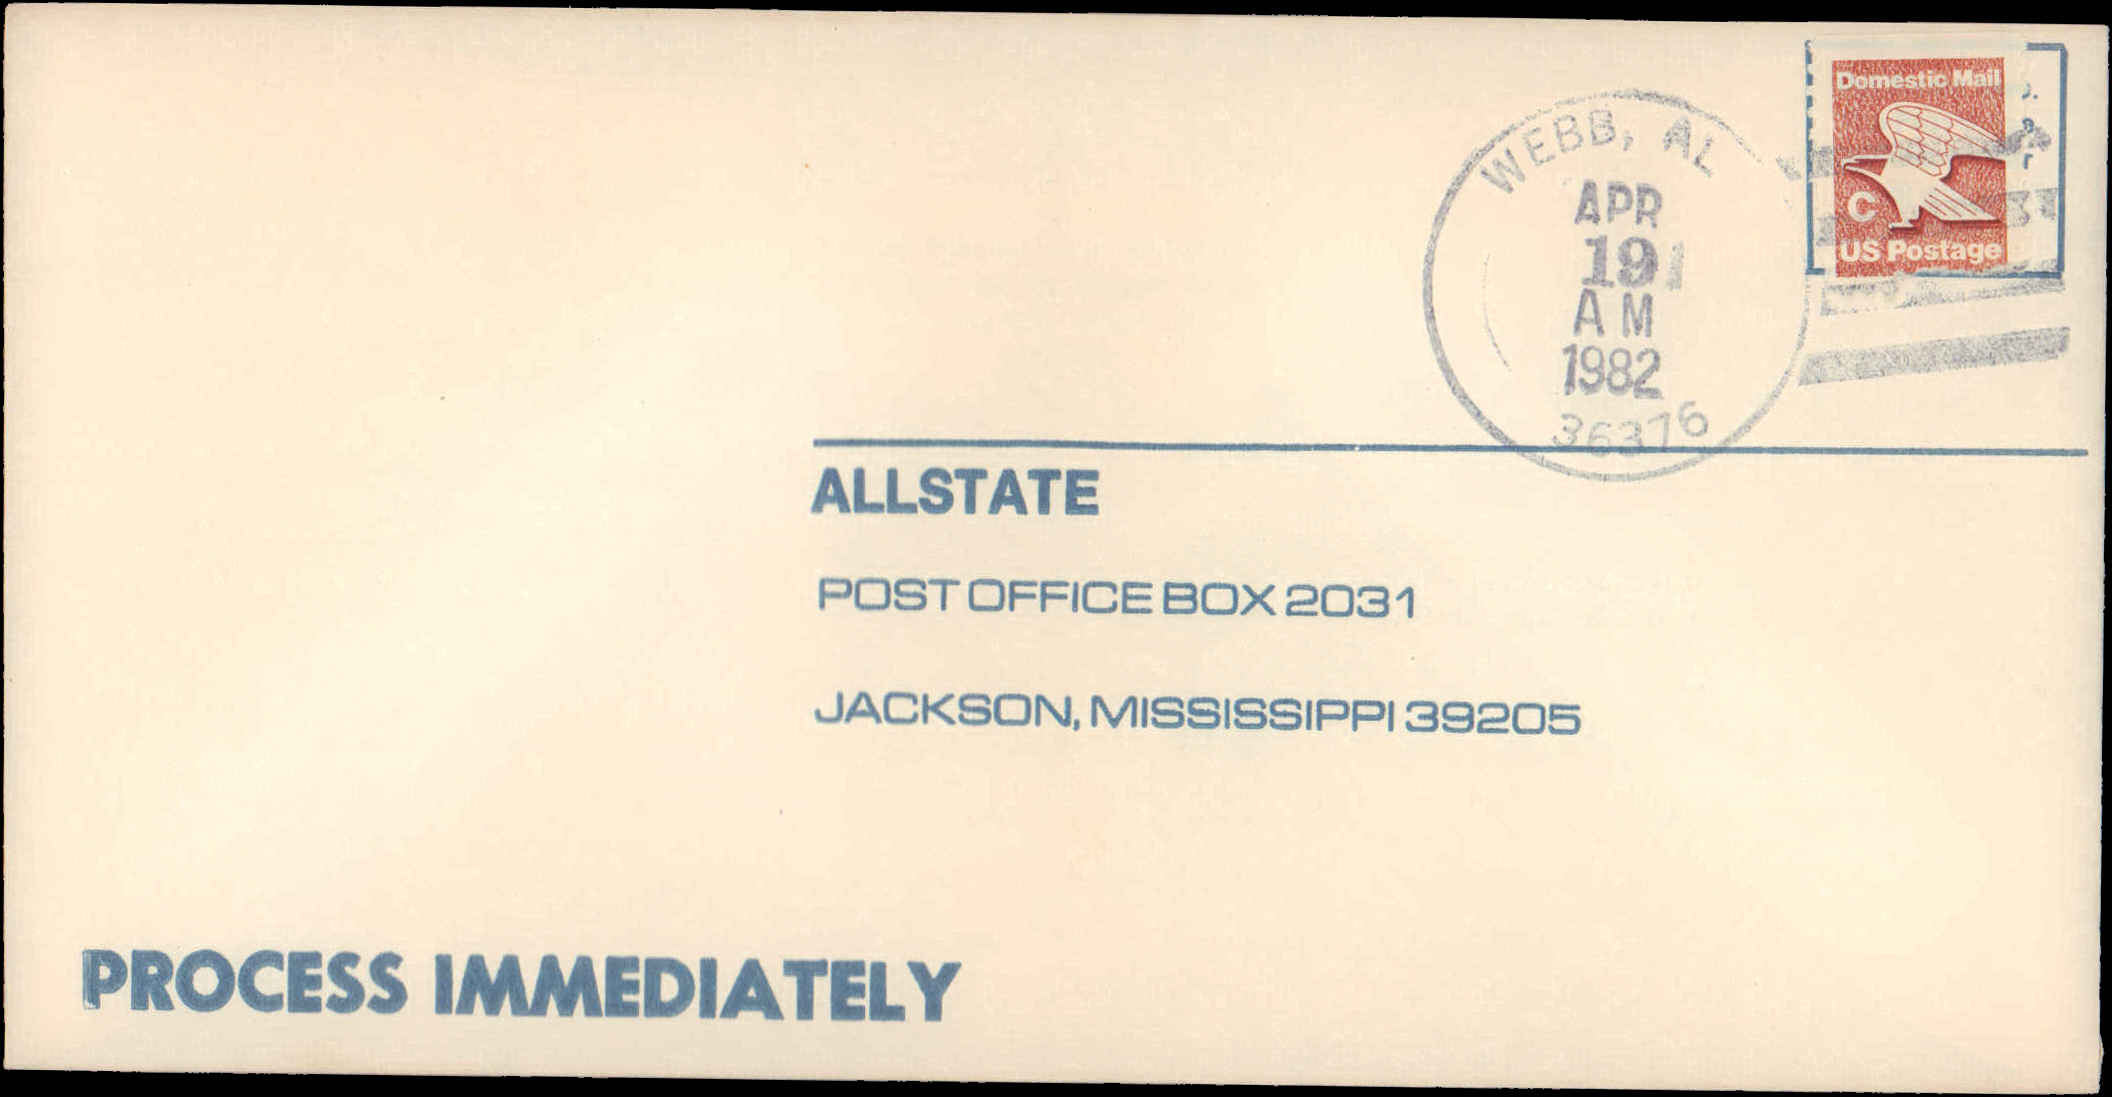 Domestic Mail
C
US Postage
WEBB, AL
APR
19
AM
1982
36376
ALLSTATE
POST OFFICE BOX 2031
JACKSON, MISSISSIPPI 39205
PROCESS IMMEDIATELY